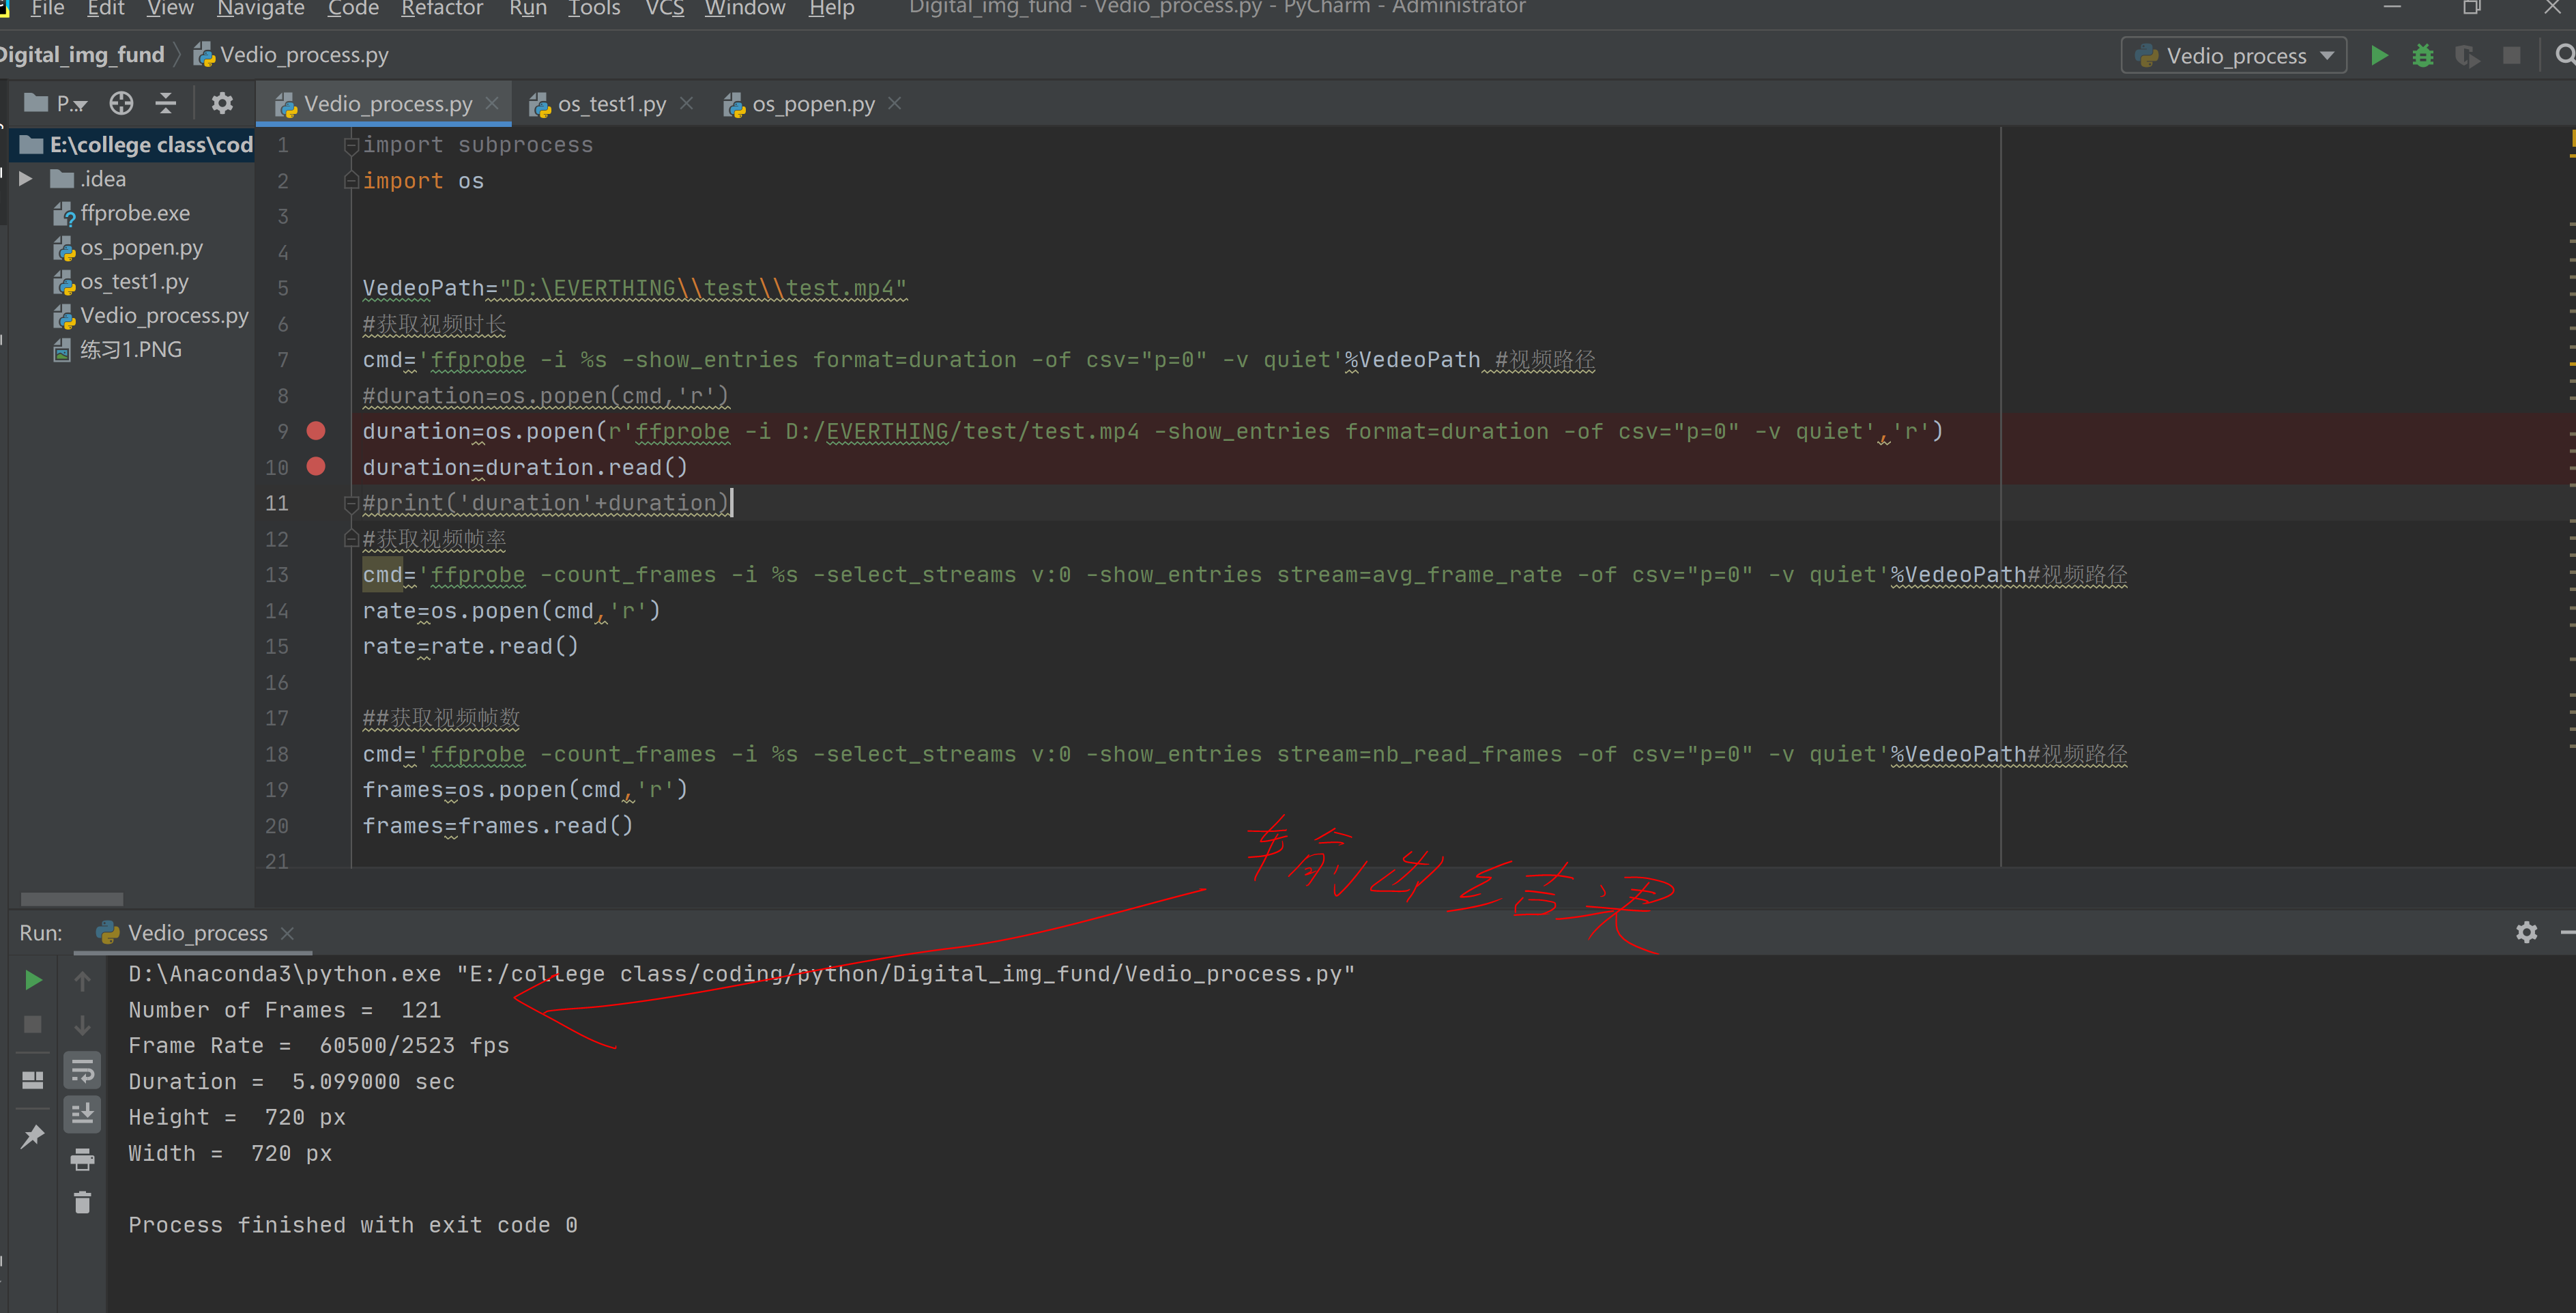 File Edit View Navigate Code Refactor Run Tools VCS Window Help Digital_img_fund - Vedio_process.py - PyCharm - Administrator
Digital_img_fund Vedio_process.py Vedio_process
P... Vedio_process.py os_test1.py os_popen.py
E:\college class\cod
.idea
ffprobe.exe
os_popen.py
os_test1.py
Vedio_process.py
练习1.PNG
1 import subprocess
2 import os
3
4
5 VedeoPath="D:\EVERTHING\\test\\test.mp4"
6 #获取视频时长
7 cmd='ffprobe -i %s -show_entries format=duration -of csv="p=0" -v quiet'%VedeoPath #视频路径
8 #duration=os.popen(cmd,'r')
9 duration=os.popen(r'ffprobe -i D:/EVERTHING/test/test.mp4 -show_entries format=duration -of csv="p=0" -v quiet','r')
10 duration=duration.read()
11 #print('duration'+duration)
12 #获取视频帧率
13 cmd='ffprobe -count_frames -i %s -select_streams v:0 -show_entries stream=avg_frame_rate -of csv="p=0" -v quiet'%VedeoPath#视频路径
14 rate=os.popen(cmd,'r')
15 rate=rate.read()
16
17 ##获取视频帧数
18 cmd='ffprobe -count_frames -i %s -select_streams v:0 -show_entries stream=nb_read_frames -of csv="p=0" -v quiet'%VedeoPath#视频路径
19 frames=os.popen(cmd,'r')
20 frames=frames.read()
21
输出结果
Run: Vedio_process
D:\Anaconda3\python.exe "E:/college class/coding/python/Digital_img_fund/Vedio_process.py"
Number of Frames =  121
Frame Rate =  60500/2523 fps
Duration =  5.099000 sec
Height =  720 px
Width =  720 px
Process finished with exit code 0